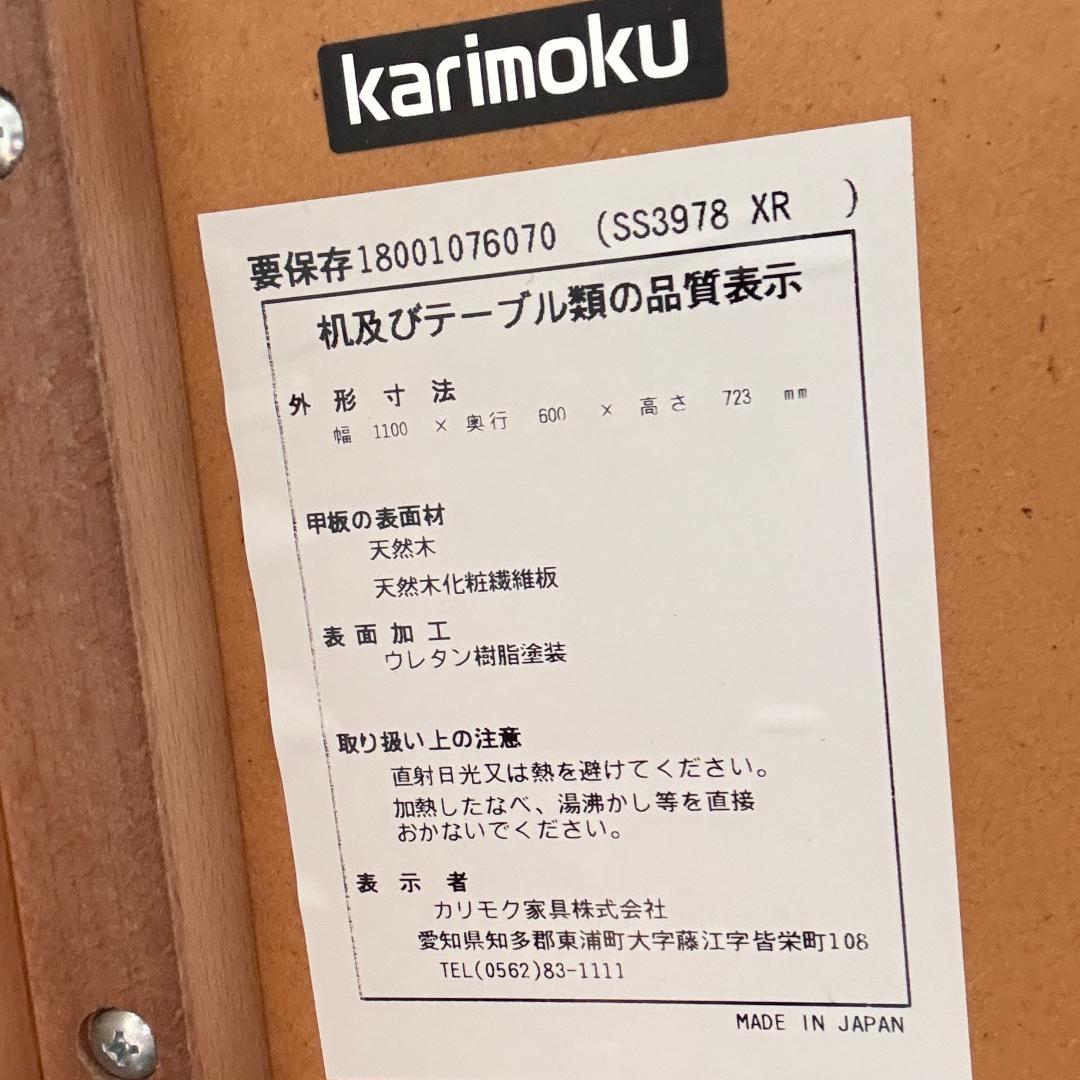 karimoku
要保存18001076070 (SS3978 XR )
机及びテーブル類の品質表示
外形寸法
幅 1100 × 奥行 600 × 高さ 723 mm
甲板の表面材
天然木
天然木化粧繊維板
表面加工
ウレタン樹脂塗装
取り扱い上の注意
直射日光又は熱を避けてください。
加熱したなべ、湯沸かし等を直接
おかないでください。
表示者
カリモク家具株式会社
愛知県知多郡東浦町大字藤江字皆栄町108
TEL(0562)83-1111
MADE IN JAPAN